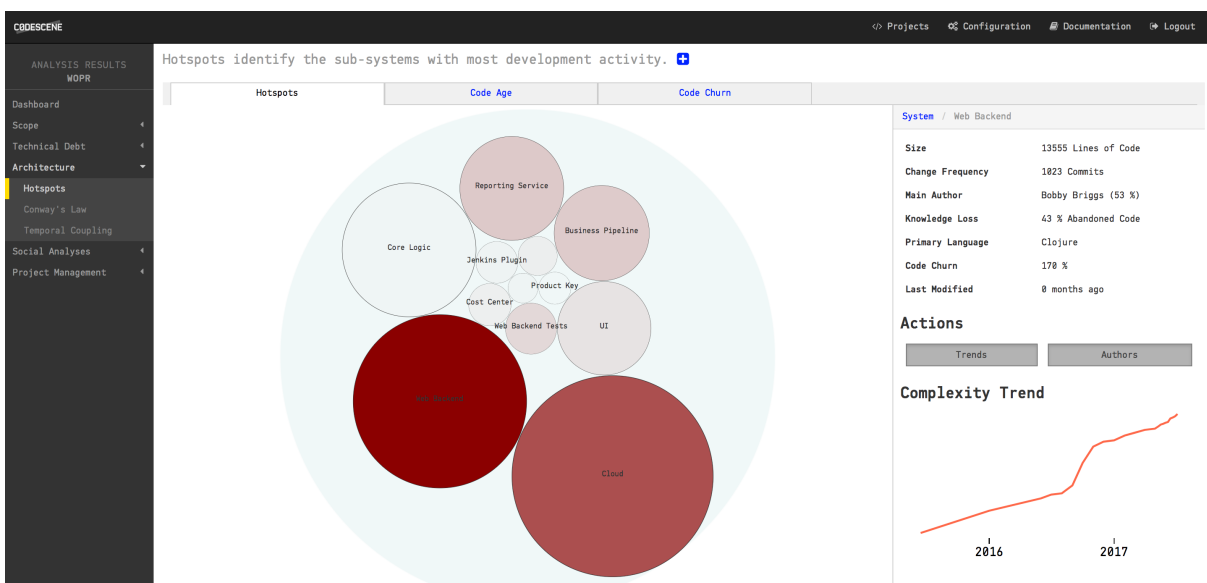 CODESCENE
Projects
Configuration
Documentation
Logout
ANALYSIS RESULTS
WOPR
Dashboard
Scope
Technical Debt
Architecture
Hotspots
Conway's Law
Temporal Coupling
Social Analyses
Project Management
Hotspots identify the sub-systems with most development activity.
Hotspots
Code Age
Code Churn
Reporting Service
Business Pipeline
Core Logic
Jenkins Plugin
Product Key
Cost Center
Web Backend Tests
UI
Web Backend
Cloud
System / Web Backend
Size 13555 Lines of Code
Change Frequency 1023 Commits
Main Author Bobby Briggs (53 %)
Knowledge Loss 43 % Abandoned Code
Primary Language Clojure
Code Churn 170 %
Last Modified 0 months ago
Actions
Trends
Authors
Complexity Trend
2016
2017